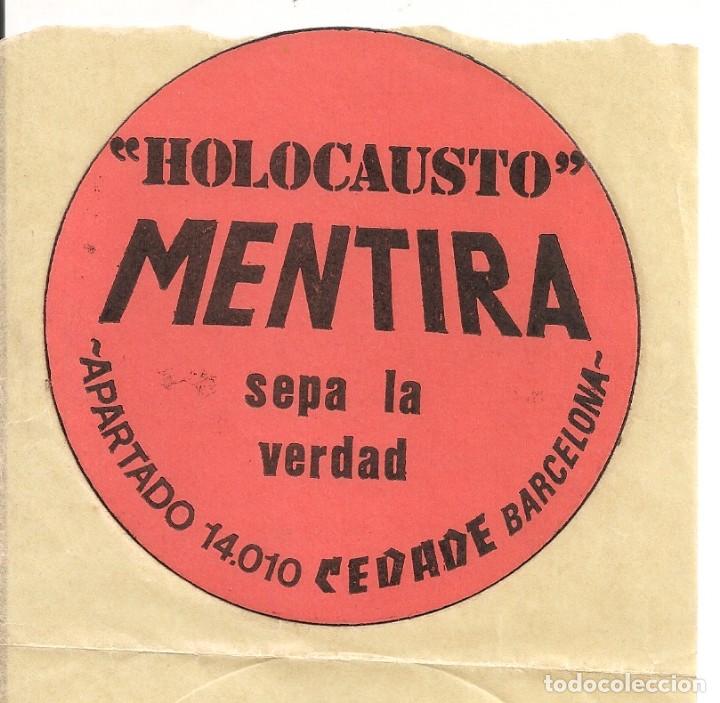 "HOLOCAUSTO"
MENTIRA
sepa la
verdad
~APARTADO 14.010 CEDADE BARCELONA~
todocoleccion